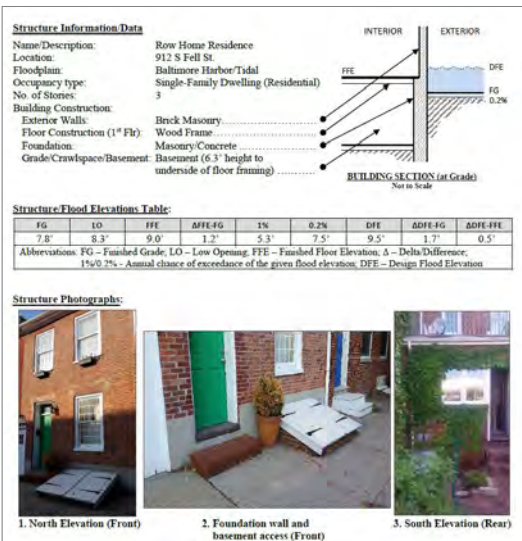 Structure Information/Data
Name/Description: Row Home Residence
Location: 912 S Fell St.
Floodplain: Baltimore Harbor/Tidal
Occupancy type: Single-Family Dwelling (Residential)
No. of Stories: 3
Building Construction:
Exterior Walls: Brick Masonry
Floor Construction (1st Flr): Wood Frame
Foundation: Masonry/Concrete
Grade/Crawlspace/Basement: Basement (6.3' height to
underside of floor framing)
INTERIOR EXTERIOR
FFE
DFE
FG
0.2%
BUILDING SECTION (at Grade)
Not to Scale
Structure/Flood Elevations Table:
FG LO FFE ΔFFE-FG 1% 0.2% DFE ΔDFE-FG ΔDFE-FFE
7.8' 8.3' 9.0' 1.2' 5.3' 7.5' 9.5' 1.7' 0.5'
Abbreviations: FG – Finished Grade; LO – Low Opening; FFE – Finished Floor Elevation; Δ – Delta/Difference;
1%/0.2% - Annual chance of exceedance of the given flood elevation; DFE – Design Flood Elevation
Structure Photographs:
1. North Elevation (Front)
2. Foundation wall and
basement access (Front)
3. South Elevation (Rear)